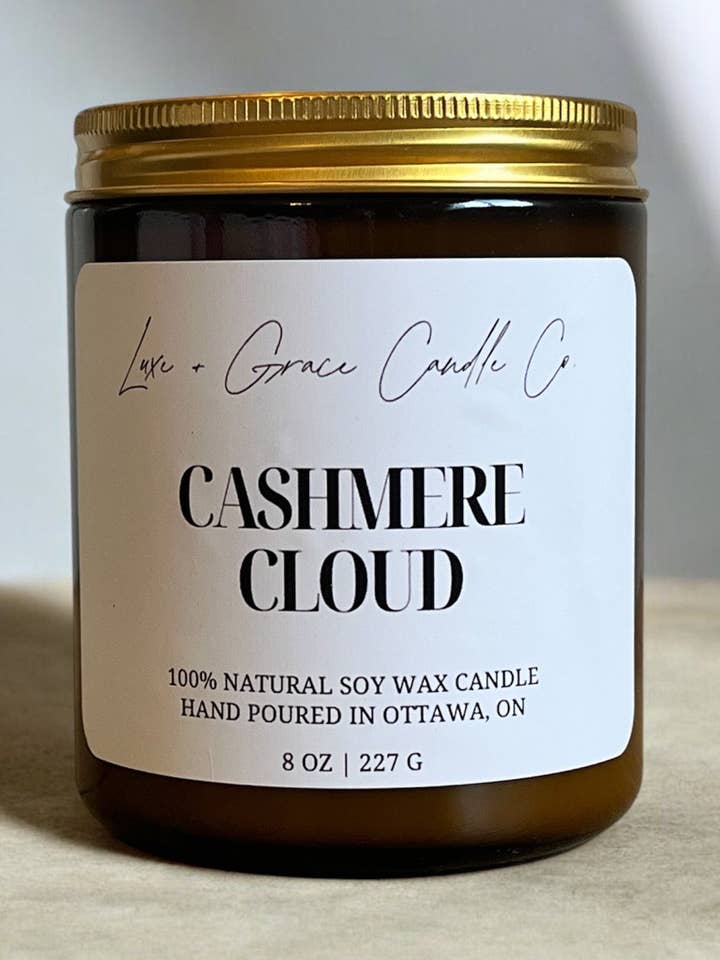 Luxe + Grace Candle Co.
CASHMERE
CLOUD
100% NATURAL SOY WAX CANDLE
HAND POURED IN OTTAWA, ON
8 OZ | 227 G